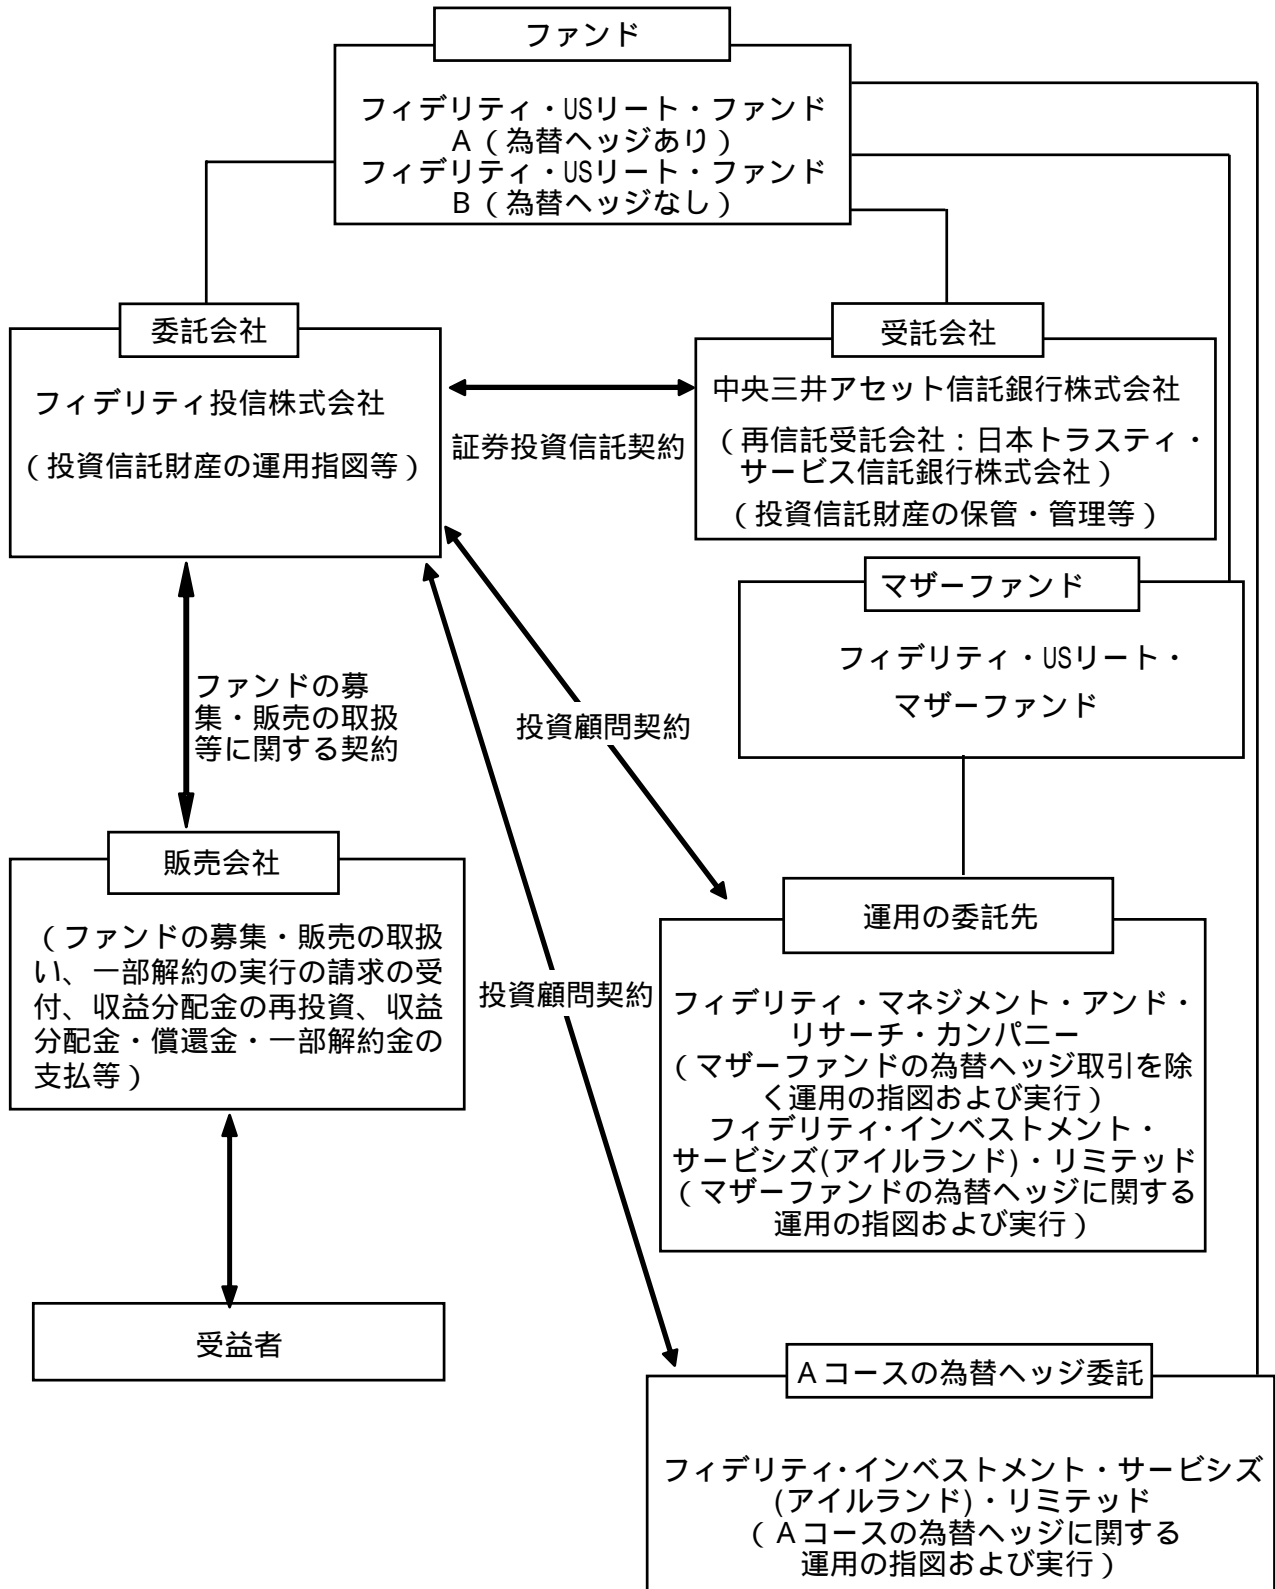 ファンド
フィデリティ・USリート・ファンド
A(為替ヘッジあり)
フィデリティ・USリート・ファンド
B(為替ヘッジなし)
委託会社
フィデリティ投信株式会社
(投資信託財産の運用指図等)
証券投資信託契約
受託会社
中央三井アセット信託銀行株式会社
(再信託受託会社:日本トラスティ・
サービス信託銀行株式会社)
(投資信託財産の保管・管理等)
マザーファンド
フィデリティ・USリート・
マザーファンド
ファンドの募
集・販売の取扱
等に関する契約
投資顧問契約
販売会社
(ファンドの募集・販売の取扱
い、一部解約の実行の請求の受
付、収益分配金の再投資、収益
分配金・償還金・一部解約金の
支払等)
投資顧問契約
運用の委託先
フィデリティ・マネジメント・アンド・
リサーチ・カンパニー
(マザーファンドの為替ヘッジ取引を除
く運用の指図および実行)
フィデリティ・インベストメント・
サービシズ(アイルランド)・リミテッド
(マザーファンドの為替ヘッジに関する
運用の指図および実行)
受益者
Aコースの為替ヘッジ委託
フィデリティ・インベストメント・サービシズ
(アイルランド)・リミテッド
(Aコースの為替ヘッジに関する
運用の指図および実行)